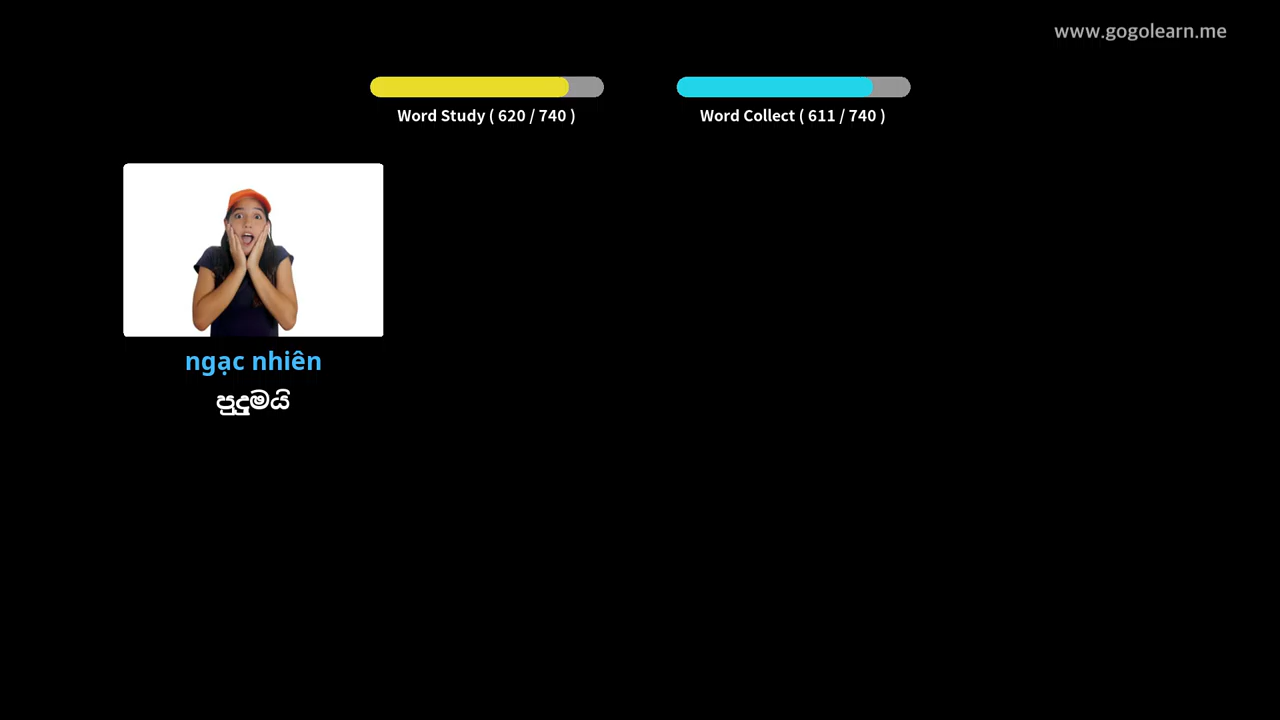 www.gogolearn.me
Word Study ( 620 / 740 )
Word Collect ( 611 / 740 )
ngạc nhiên
පුදුමයි